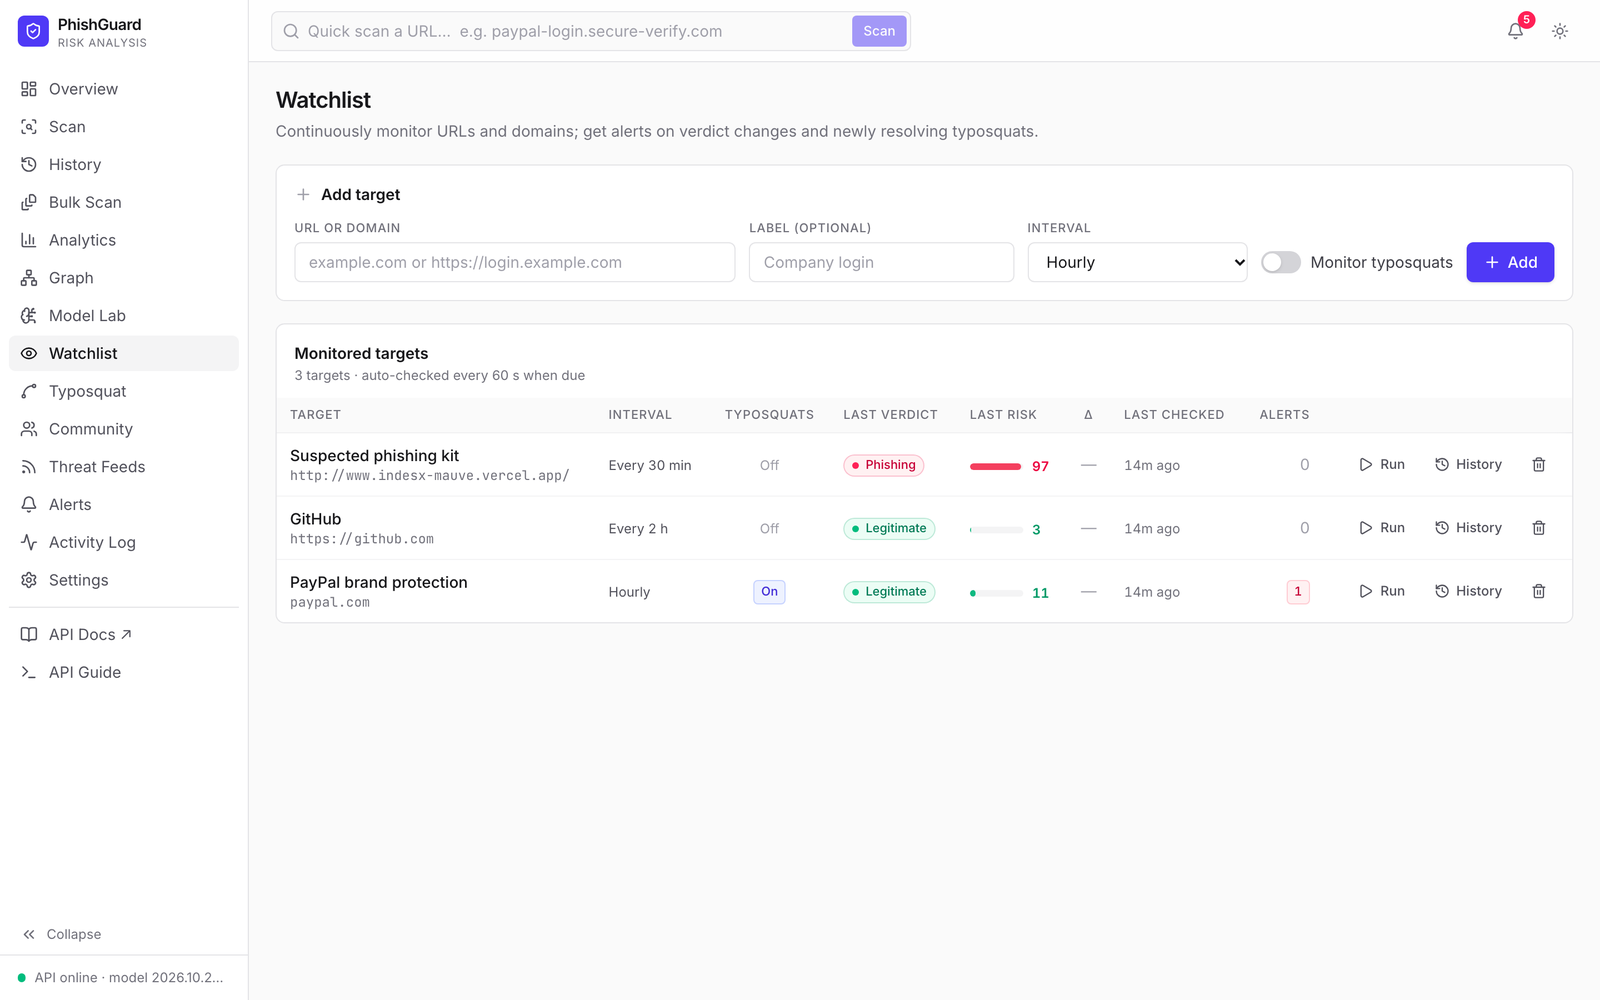 PhishGuard
RISK ANALYSIS
Quick scan a URL... e.g. paypal-login.secure-verify.com
Scan
5
Overview
Scan
History
Bulk Scan
Analytics
Graph
Model Lab
Watchlist
Typosquat
Community
Threat Feeds
Alerts
Activity Log
Settings
API Docs ↗
API Guide
Collapse
API online · model 2026.10.2...
Watchlist
Continuously monitor URLs and domains; get alerts on verdict changes and newly resolving typosquats.
Add target
URL OR DOMAIN LABEL (OPTIONAL) INTERVAL
example.com or https://login.example.com Company login Hourly Monitor typosquats + Add
Monitored targets
3 targets · auto-checked every 60 s when due
TARGET INTERVAL TYPOSQUATS LAST VERDICT LAST RISK Δ LAST CHECKED ALERTS
Suspected phishing kit
http://www.indesx-mauve.vercel.app/
Every 30 min Off Phishing 97 — 14m ago 0 Run History
GitHub
https://github.com
Every 2 h Off Legitimate 3 — 14m ago 0 Run History
PayPal brand protection
paypal.com
Hourly On Legitimate 11 — 14m ago 1 Run History